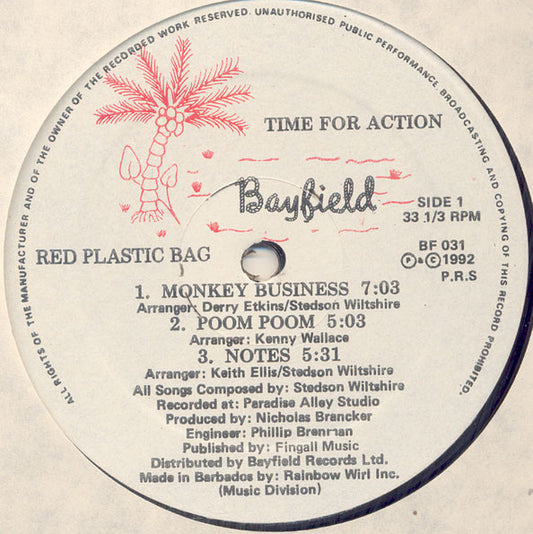 ALL RIGHTS OF THE MANUFACTURER AND OF THE OWNER OF THE RECORDED WORK RESERVED. UNAUTHORISED PUBLIC PERFORMANCE BROADCASTING AND COPYING OF THIS RECORD PROHIBITED.
TIME FOR ACTION
Bayfield
SIDE 1
33 1/3 RPM
RED PLASTIC BAG
BF 031
Ⓟ & © 1992
P.R.S
1. MONKEY BUSINESS 7:03
Arranger: Derry Etkins/Stedson Wiltshire
2. POOM POOM 5:03
Arranger: Kenny Wallace
3. NOTES 5:31
Arranger: Keith Ellis/Stedson Wiltshire
All Songs Composed by: Stedson Wiltshire
Recorded at: Paradise Alley Studio
Produced by: Nicholas Brancker
Engineer: Phillip Brennan
Published by: Fingall Music
Distributed by Bayfield Records Ltd.
Made in Barbados by: Rainbow Wirl Inc.
(Music Division)